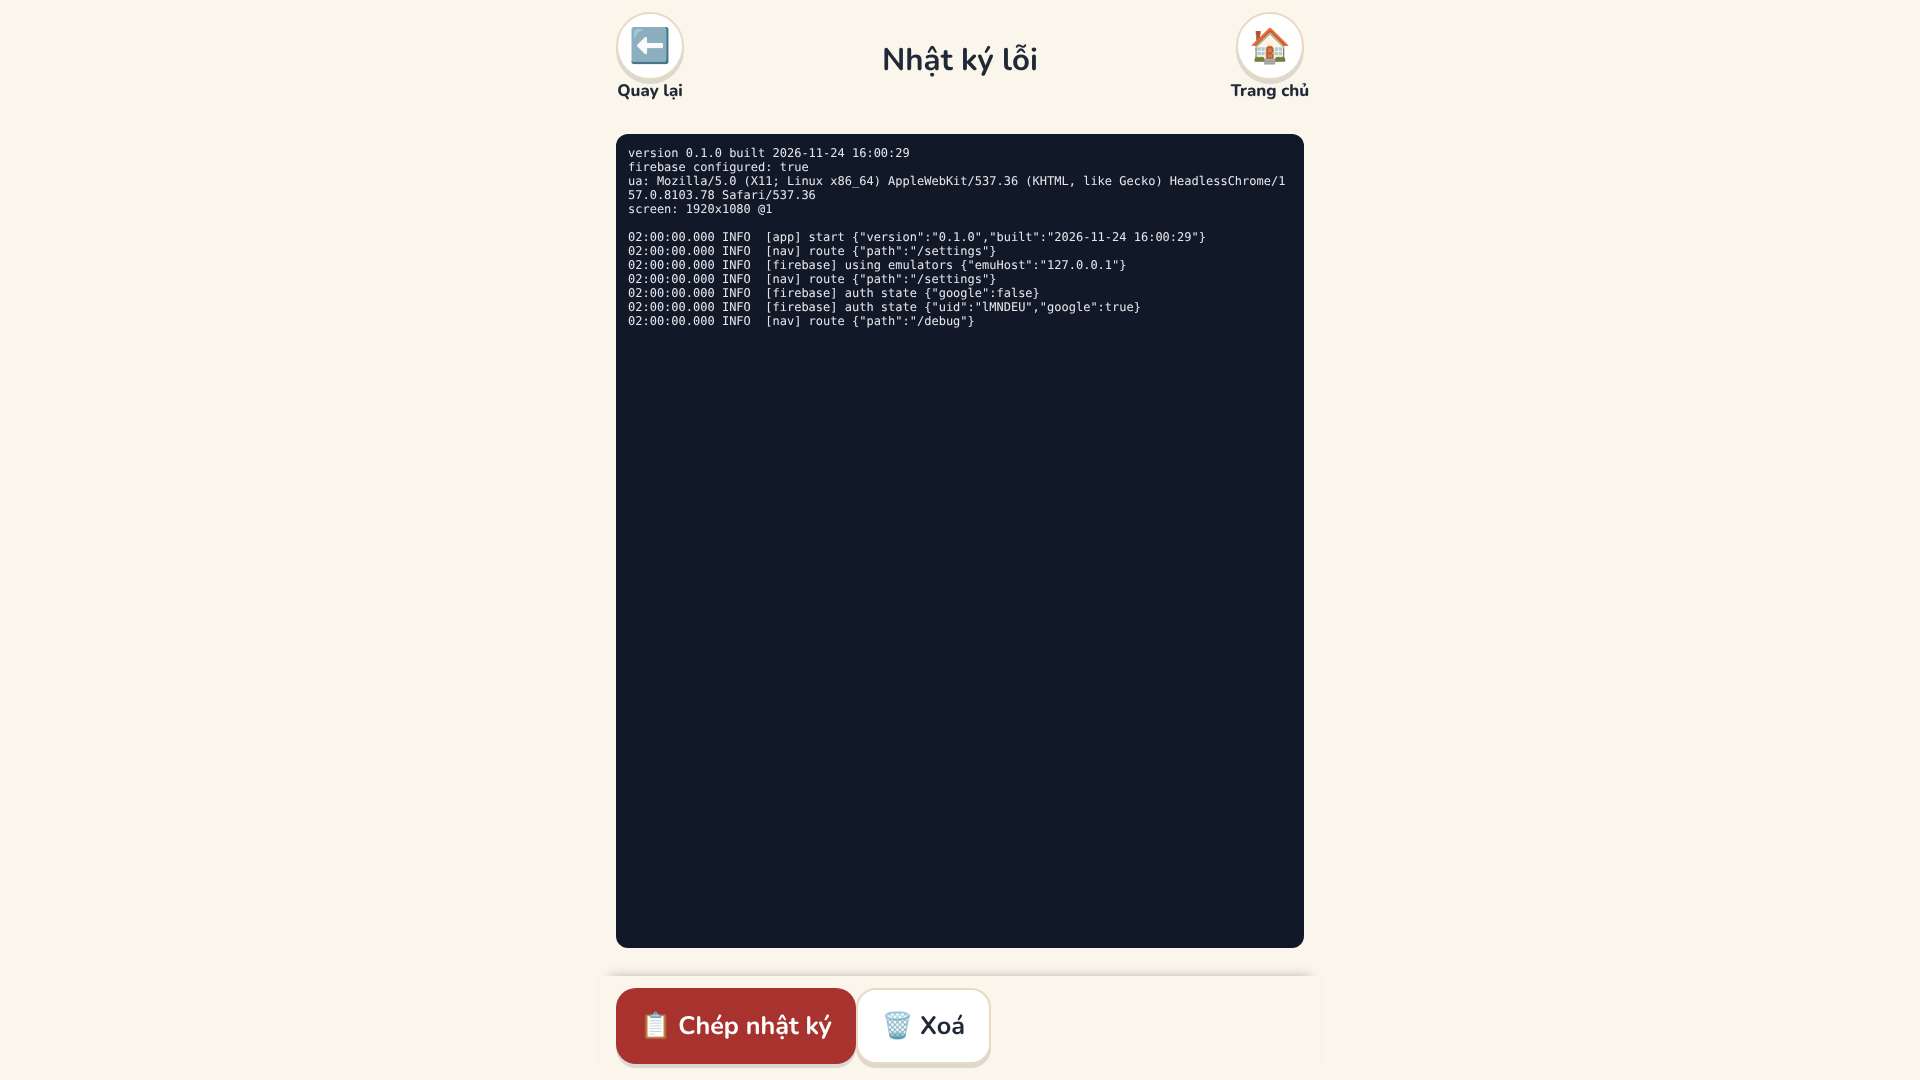 Quay lại
Nhật ký lỗi
Trang chủ
version 0.1.0 built 2026-11-24 16:00:29
firebase configured: true
ua: Mozilla/5.0 (X11; Linux x86_64) AppleWebKit/537.36 (KHTML, like Gecko) HeadlessChrome/1
57.0.8103.78 Safari/537.36
screen: 1920x1080 @1
02:00:00.000 INFO  [app] start {"version":"0.1.0","built":"2026-11-24 16:00:29"}
02:00:00.000 INFO  [nav] route {"path":"/settings"}
02:00:00.000 INFO  [firebase] using emulators {"emuHost":"127.0.0.1"}
02:00:00.000 INFO  [nav] route {"path":"/settings"}
02:00:00.000 INFO  [firebase] auth state {"google":false}
02:00:00.000 INFO  [firebase] auth state {"uid":"lMNDEU","google":true}
02:00:00.000 INFO  [nav] route {"path":"/debug"}
Chép nhật ký
Xoá